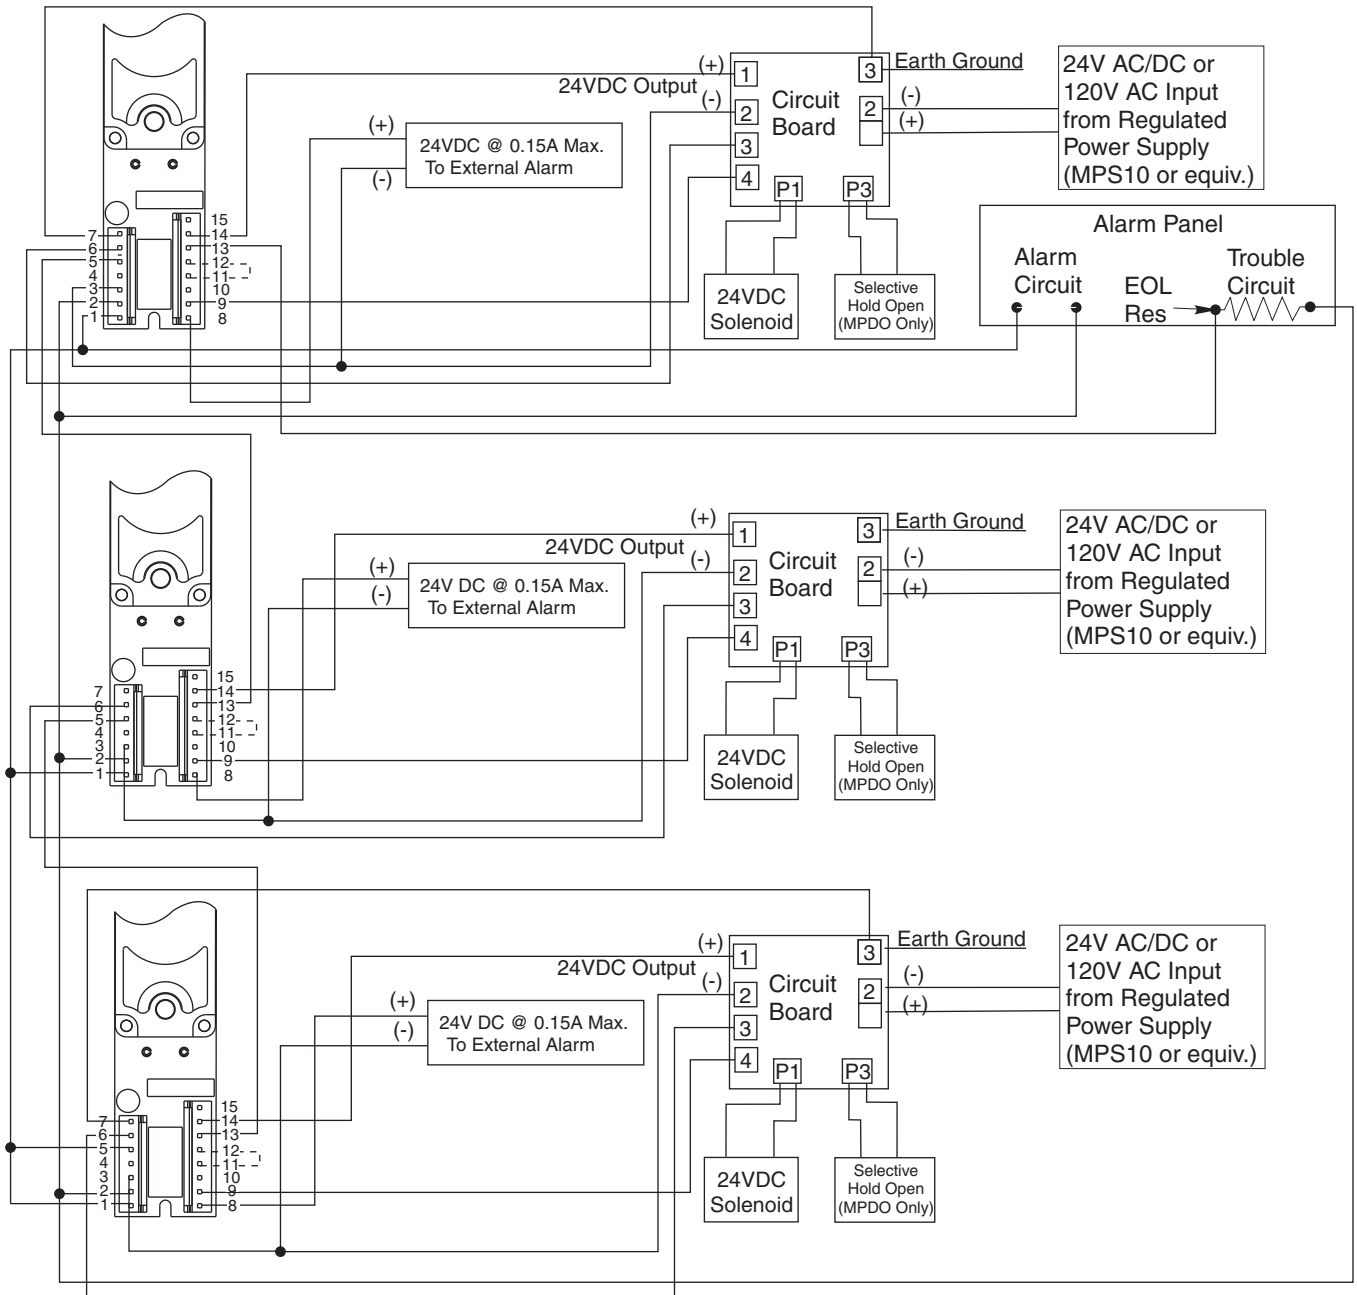 (+)
24VDC Output
(-)
1
2
3
4
Circuit
Board
3
2
Earth Ground
(-)
(+)
P1
P3
24V AC/DC or
120V AC Input
from Regulated
Power Supply
(MPS10 or equiv.)
(+)
(-)
24VDC @ 0.15A Max.
To External Alarm
7
6
5
4
3
2
1
15
14
13
12
11
10
9
8
24VDC
Solenoid
Selective
Hold Open
(MPDO Only)
Alarm Panel
Alarm
Circuit
EOL
Res
Trouble
Circuit
(+)
24VDC Output
(-)
1
2
3
4
Circuit
Board
3
2
Earth Ground
(-)
(+)
P1
P3
24V AC/DC or
120V AC Input
from Regulated
Power Supply
(MPS10 or equiv.)
(+)
(-)
24V DC @ 0.15A Max.
To External Alarm
7
6
5
4
3
2
1
15
14
13
12
11
10
9
8
24VDC
Solenoid
Selective
Hold Open
(MPDO Only)
(+)
24VDC Output
(-)
1
2
3
4
Circuit
Board
3
2
Earth Ground
(-)
(+)
P1
P3
24V AC/DC or
120V AC Input
from Regulated
Power Supply
(MPS10 or equiv.)
(+)
(-)
24V DC @ 0.15A Max.
To External Alarm
7
6
5
4
3
2
1
15
14
13
12
11
10
9
8
24VDC
Solenoid
Selective
Hold Open
(MPDO Only)